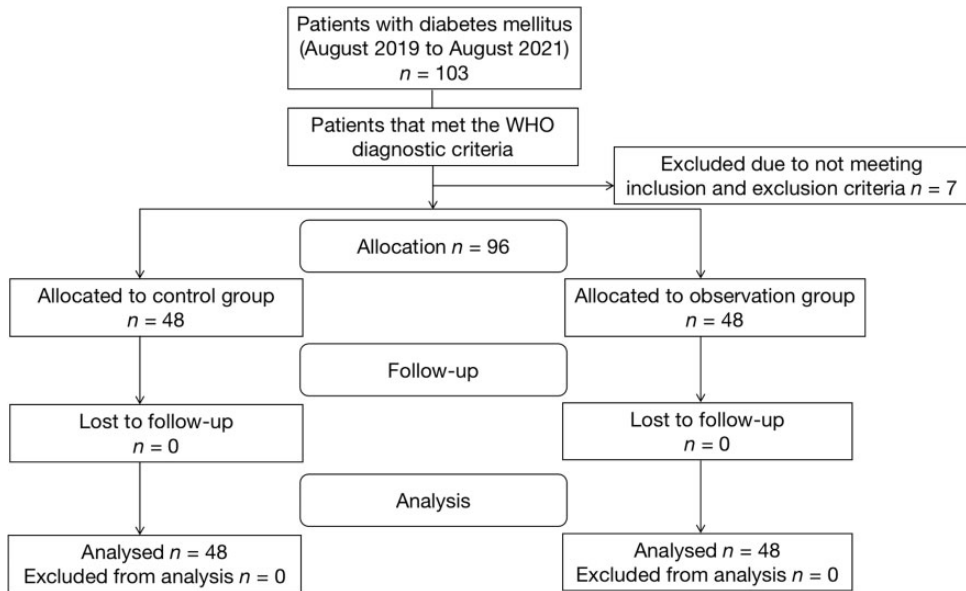 Patients with diabetes mellitus
(August 2019 to August 2021)
n = 103
Patients that met the WHO
diagnostic criteria
Excluded due to not meeting
inclusion and exclusion criteria n = 7
Allocation n = 96
Allocated to control group
n = 48
Allocated to observation group
n = 48
Follow-up
Lost to follow-up
n = 0
Lost to follow-up
n = 0
Analysis
Analysed n = 48
Excluded from analysis n = 0
Analysed n = 48
Excluded from analysis n = 0